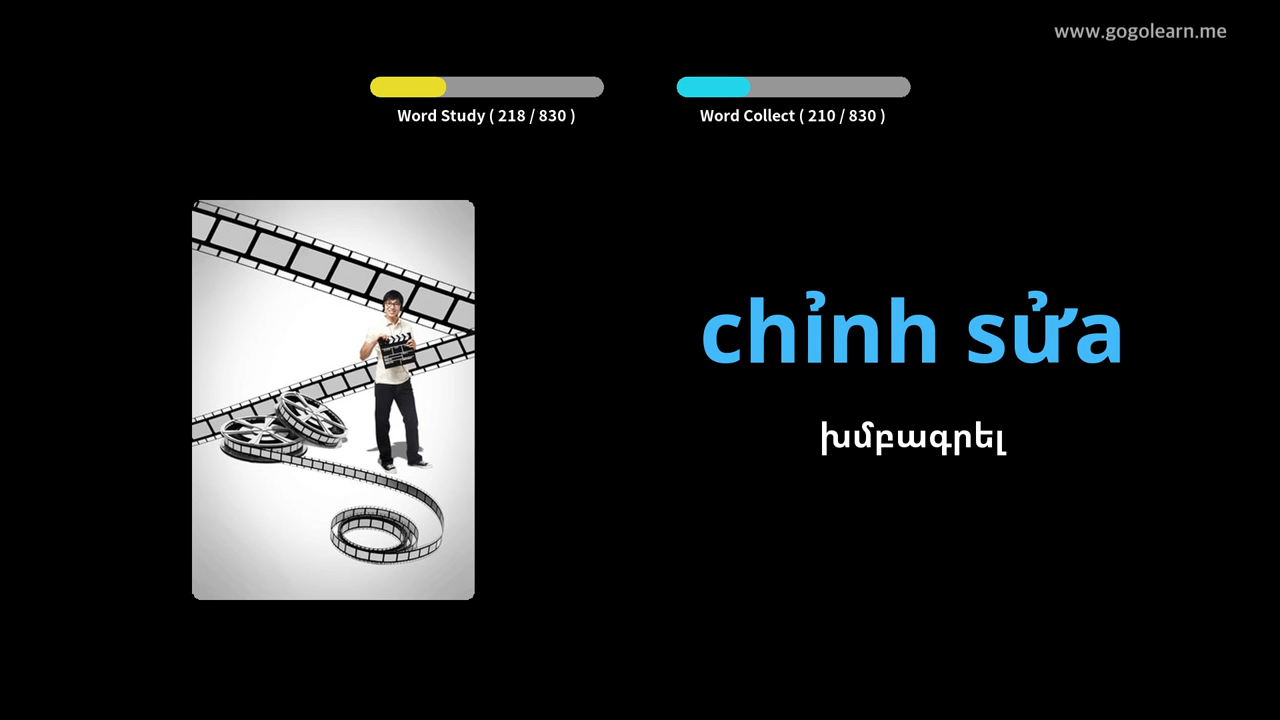 www.gogolearn.me
Word Study ( 218 / 830 )
Word Collect ( 210 / 830 )
chỉnh sửa
խմբագրել